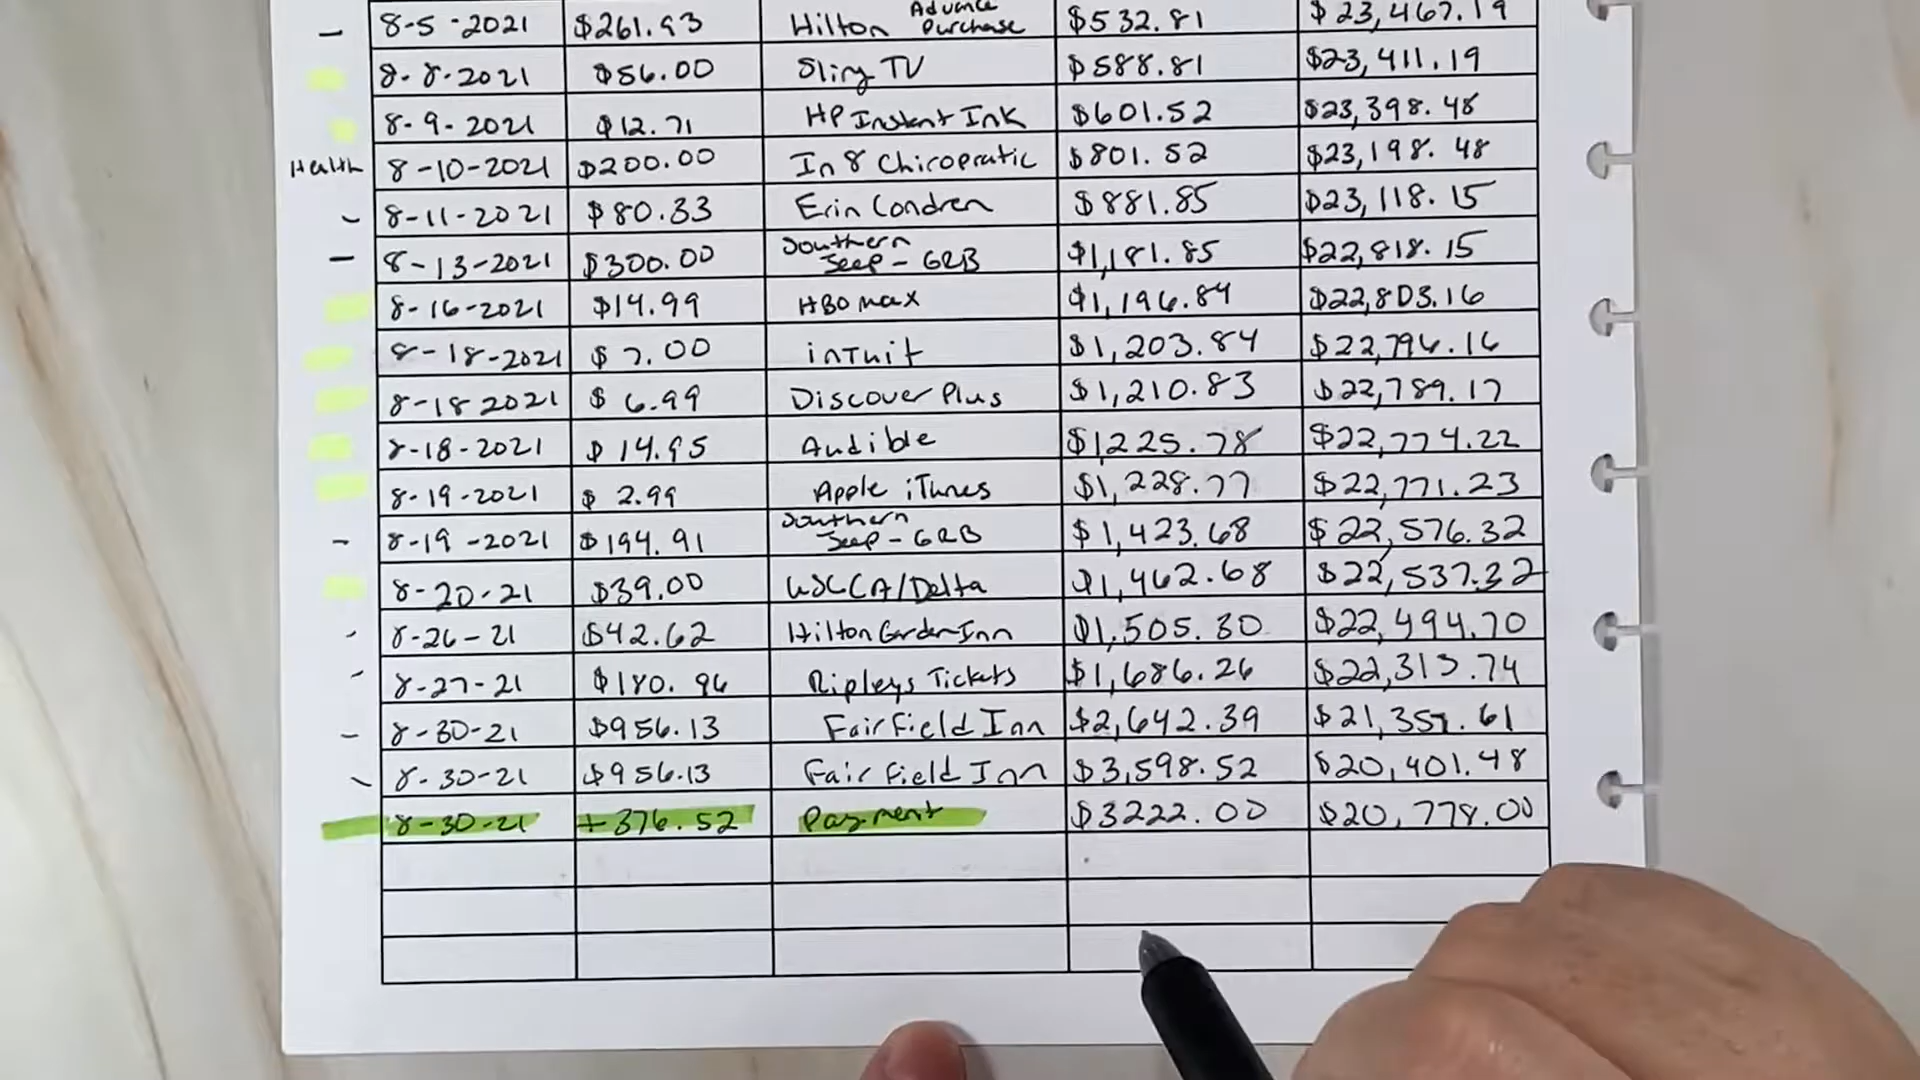 - 8-5-2021 $261.93 Hilton Advance Purchase $532.81 $23,467.19
8-8-2021 $56.00 Sling TV $588.81 $23,411.19
8-9-2021 $12.71 HP Instant Ink $601.52 $23,398.48
Health 8-10-2021 $200.00 In 8 Chiropratic $801.52 $23,198.48
- 8-11-2021 $80.33 Erin Condren $881.85 $23,118.15
- 8-13-2021 $300.00 Southern Jeep - GRB $1,181.85 $22,818.15
8-16-2021 $14.99 HBO max $1,196.84 $22,803.16
8-18-2021 $7.00 inTuit $1,203.84 $22,796.16
8-18 2021 $6.99 Discover Plus $1,210.83 $22,789.17
8-18-2021 $14.95 Audible $1225.78 $22,774.22
8-19-2021 $2.99 Apple iTunes $1,228.77 $22,771.23
- 8-19-2021 $194.91 Southern Jeep - GRB $1,423.68 $22,576.32
8-20-21 $39.00 WSCCA/Delta $1,462.68 $22,537.32
- 8-26-21 $42.62 Hilton Garden Inn $1,505.30 $22,494.70
- 8-27-21 $180.96 Ripleys Tickets $1,686.26 $22,313.74
- 8-30-21 $956.13 Fairfield Inn $2,642.39 $21,357.61
- 8-30-21 $956.13 Fairfield Inn $3,598.52 $20,401.48
8-30-21 +376.52 Payment $3222.00 $20,778.00